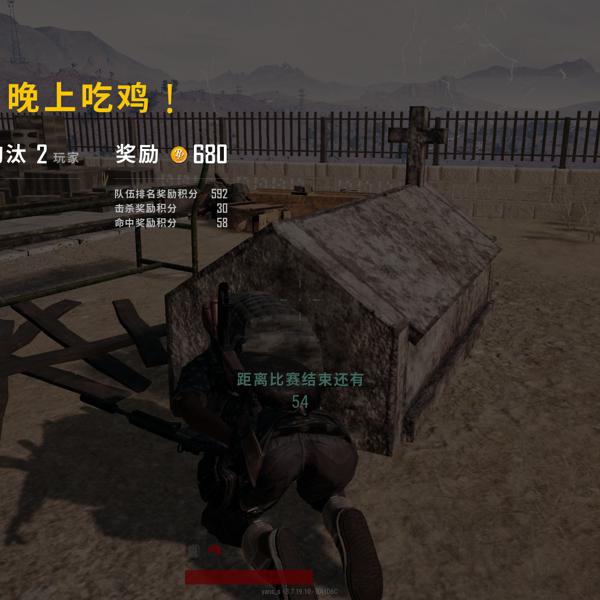 晚上吃鸡！
汰 2 玩家
奖励 680
队伍排名奖励积分 592
击杀奖励积分 30
命中奖励积分 58
距离比赛结束还有
54